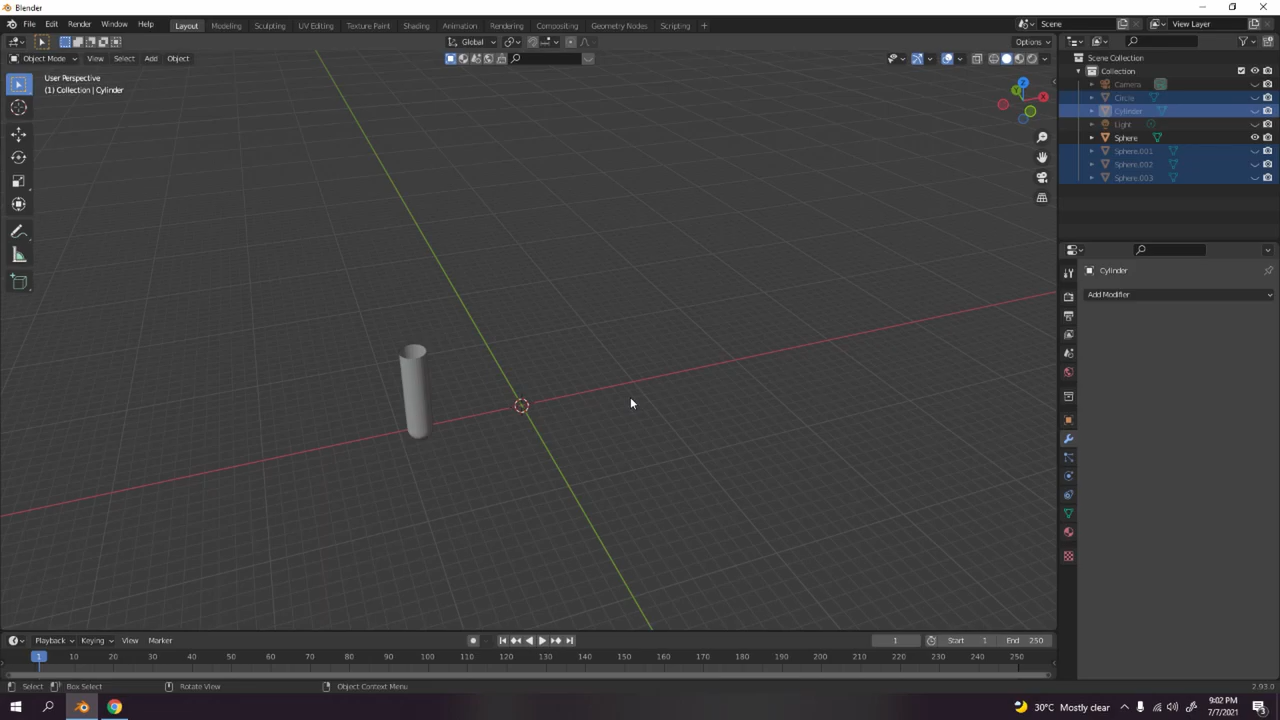 Blender
File Edit Render Window Help
Layout Modeling Sculpting UV Editing Texture Paint Shading Animation Rendering Compositing Geometry Nodes Scripting +
Scene
View Layer
Global
Options
Object Mode View Select Add Object
User Perspective
(1) Collection | Cylinder
Z
Y
X
Scene Collection
Collection
Camera
Circle
Cylinder
Light
Sphere
Sphere.001
Sphere.002
Sphere.003
Cylinder
Add Modifier
Playback Keying View Marker
1 Start 1 End 250
1 10 20 30 40 50 60 70 80 90 100 110 120 130 140 150 160 170 180 190 200 210 220 230 240 250
Select Box Select Rotate View Object Context Menu 2.93.0
30°C Mostly clear
9:02 PM
7/7/2021
3